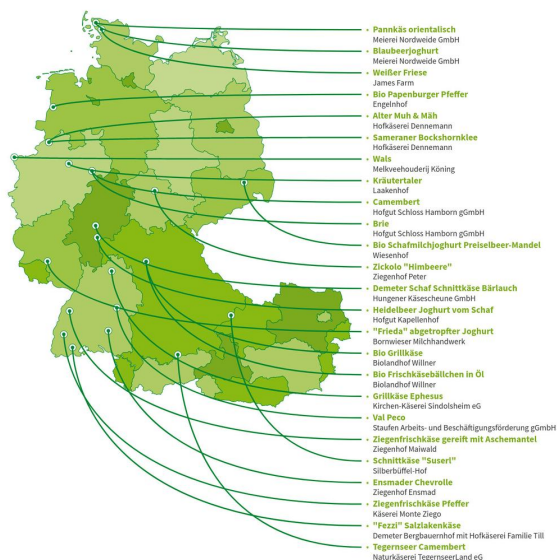 Pannkäs orientalisch
Meierei Nordweide GmbH
Blaubeerjoghurt
Meierei Nordweide GmbH
Weißer Friese
James Farm
Bio Papenburger Pfeffer
Engelnhof
Alter Muh & Mäh
Hofkäserei Dennemann
Sameraner Bockshornklee
Hofkäserei Dennemann
Wals
Melkveehouderij Köning
Kräutertaler
Laakenhof
Camembert
Hofgut Schloss Hamborn gGmbH
Brie
Hofgut Schloss Hamborn gGmbH
Bio Schafmilchjoghurt Preiselbeer-Mandel
Wiesenhof
Zickolo "Himbeere"
Ziegenhof Peter
Demeter Schaf Schnittkäse Bärlauch
Hungener Käsescheune GmbH
Heidelbeer Joghurt vom Schaf
Hofgut Kapellenhof
"Frieda" abgetropfter Joghurt
Bornwieser Milchhandwerk
Bio Grillkäse
Biolandhof Willner
Bio Frischkäsebällchen in Öl
Biolandhof Willner
Grillkäse Ephesus
Kirchen-Käserei Sindolsheim eG
Val Peco
Staufen Arbeits- und Beschäftigungsförderung gGmbH
Ziegenfrischkäse gereift mit Aschemantel
Ziegenhof Maiwald
Schnittkäse "Suserl"
Silberbüffel-Hof
Ensmader Chevrolle
Ziegenhof Ensmad
Ziegenfrischkäse Pfeffer
Käserei Monte Ziego
"Fezzi" Salzlakenkäse
Demeter Bergbauernhof mit Hofkäserei Familie Till
Tegernseer Camembert
Naturkäserei TegernseerLand eG